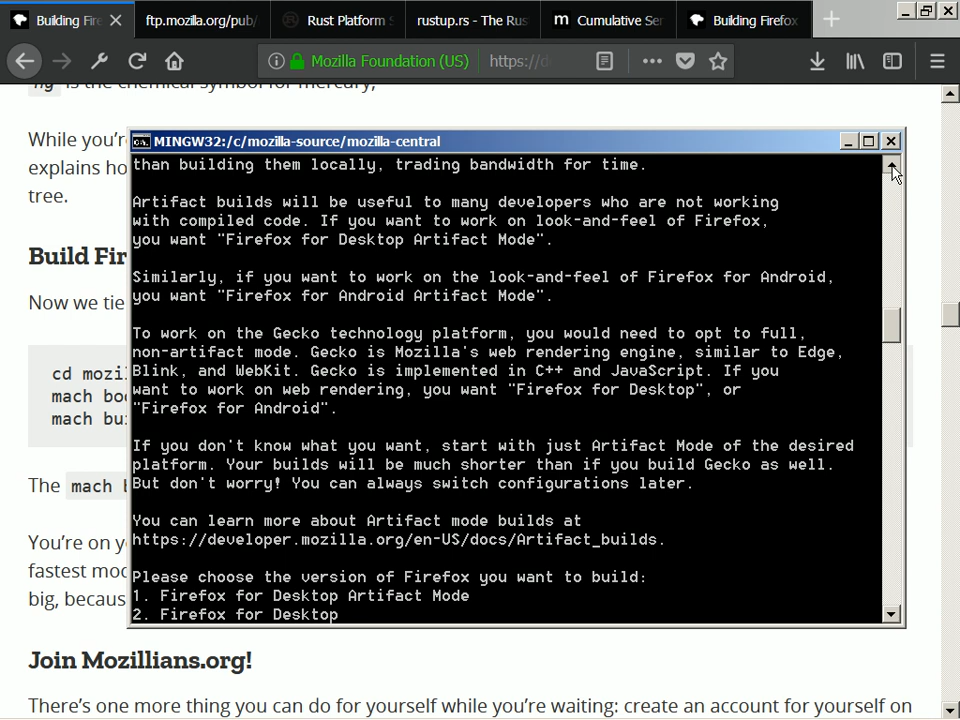 Building Fire
ftp.mozilla.org/pub/
Rust Platform S
rustup.rs - The Rus
Cumulative Ser
Building Firefox
Mozilla Foundation (US)
https://d
hg is the chemical symbol for mercury,
While you're
explains ho
tree.
Build Fir
Now we tie
cd mozil
mach boo
mach bui
The mach b
You're on y
fastest mod
big, becaus
MINGW32:/c/mozilla-source/mozilla-central
than building them locally, trading bandwidth for time.
Artifact builds will be useful to many developers who are not working
with compiled code. If you want to work on look-and-feel of Firefox,
you want "Firefox for Desktop Artifact Mode".
Similarly, if you want to work on the look-and-feel of Firefox for Android,
you want "Firefox for Android Artifact Mode".
To work on the Gecko technology platform, you would need to opt to full,
non-artifact mode. Gecko is Mozilla's web rendering engine, similar to Edge,
Blink, and WebKit. Gecko is implemented in C++ and JavaScript. If you
want to work on web rendering, you want "Firefox for Desktop", or
"Firefox for Android".
If you don't know what you want, start with just Artifact Mode of the desired
platform. Your builds will be much shorter than if you build Gecko as well.
But don't worry! You can always switch configurations later.
You can learn more about Artifact mode builds at
https://developer.mozilla.org/en-US/docs/Artifact_builds.
Please choose the version of Firefox you want to build:
1. Firefox for Desktop Artifact Mode
2. Firefox for Desktop
Join Mozillians.org!
There's one more thing you can do for yourself while you're waiting: create an account for yourself on